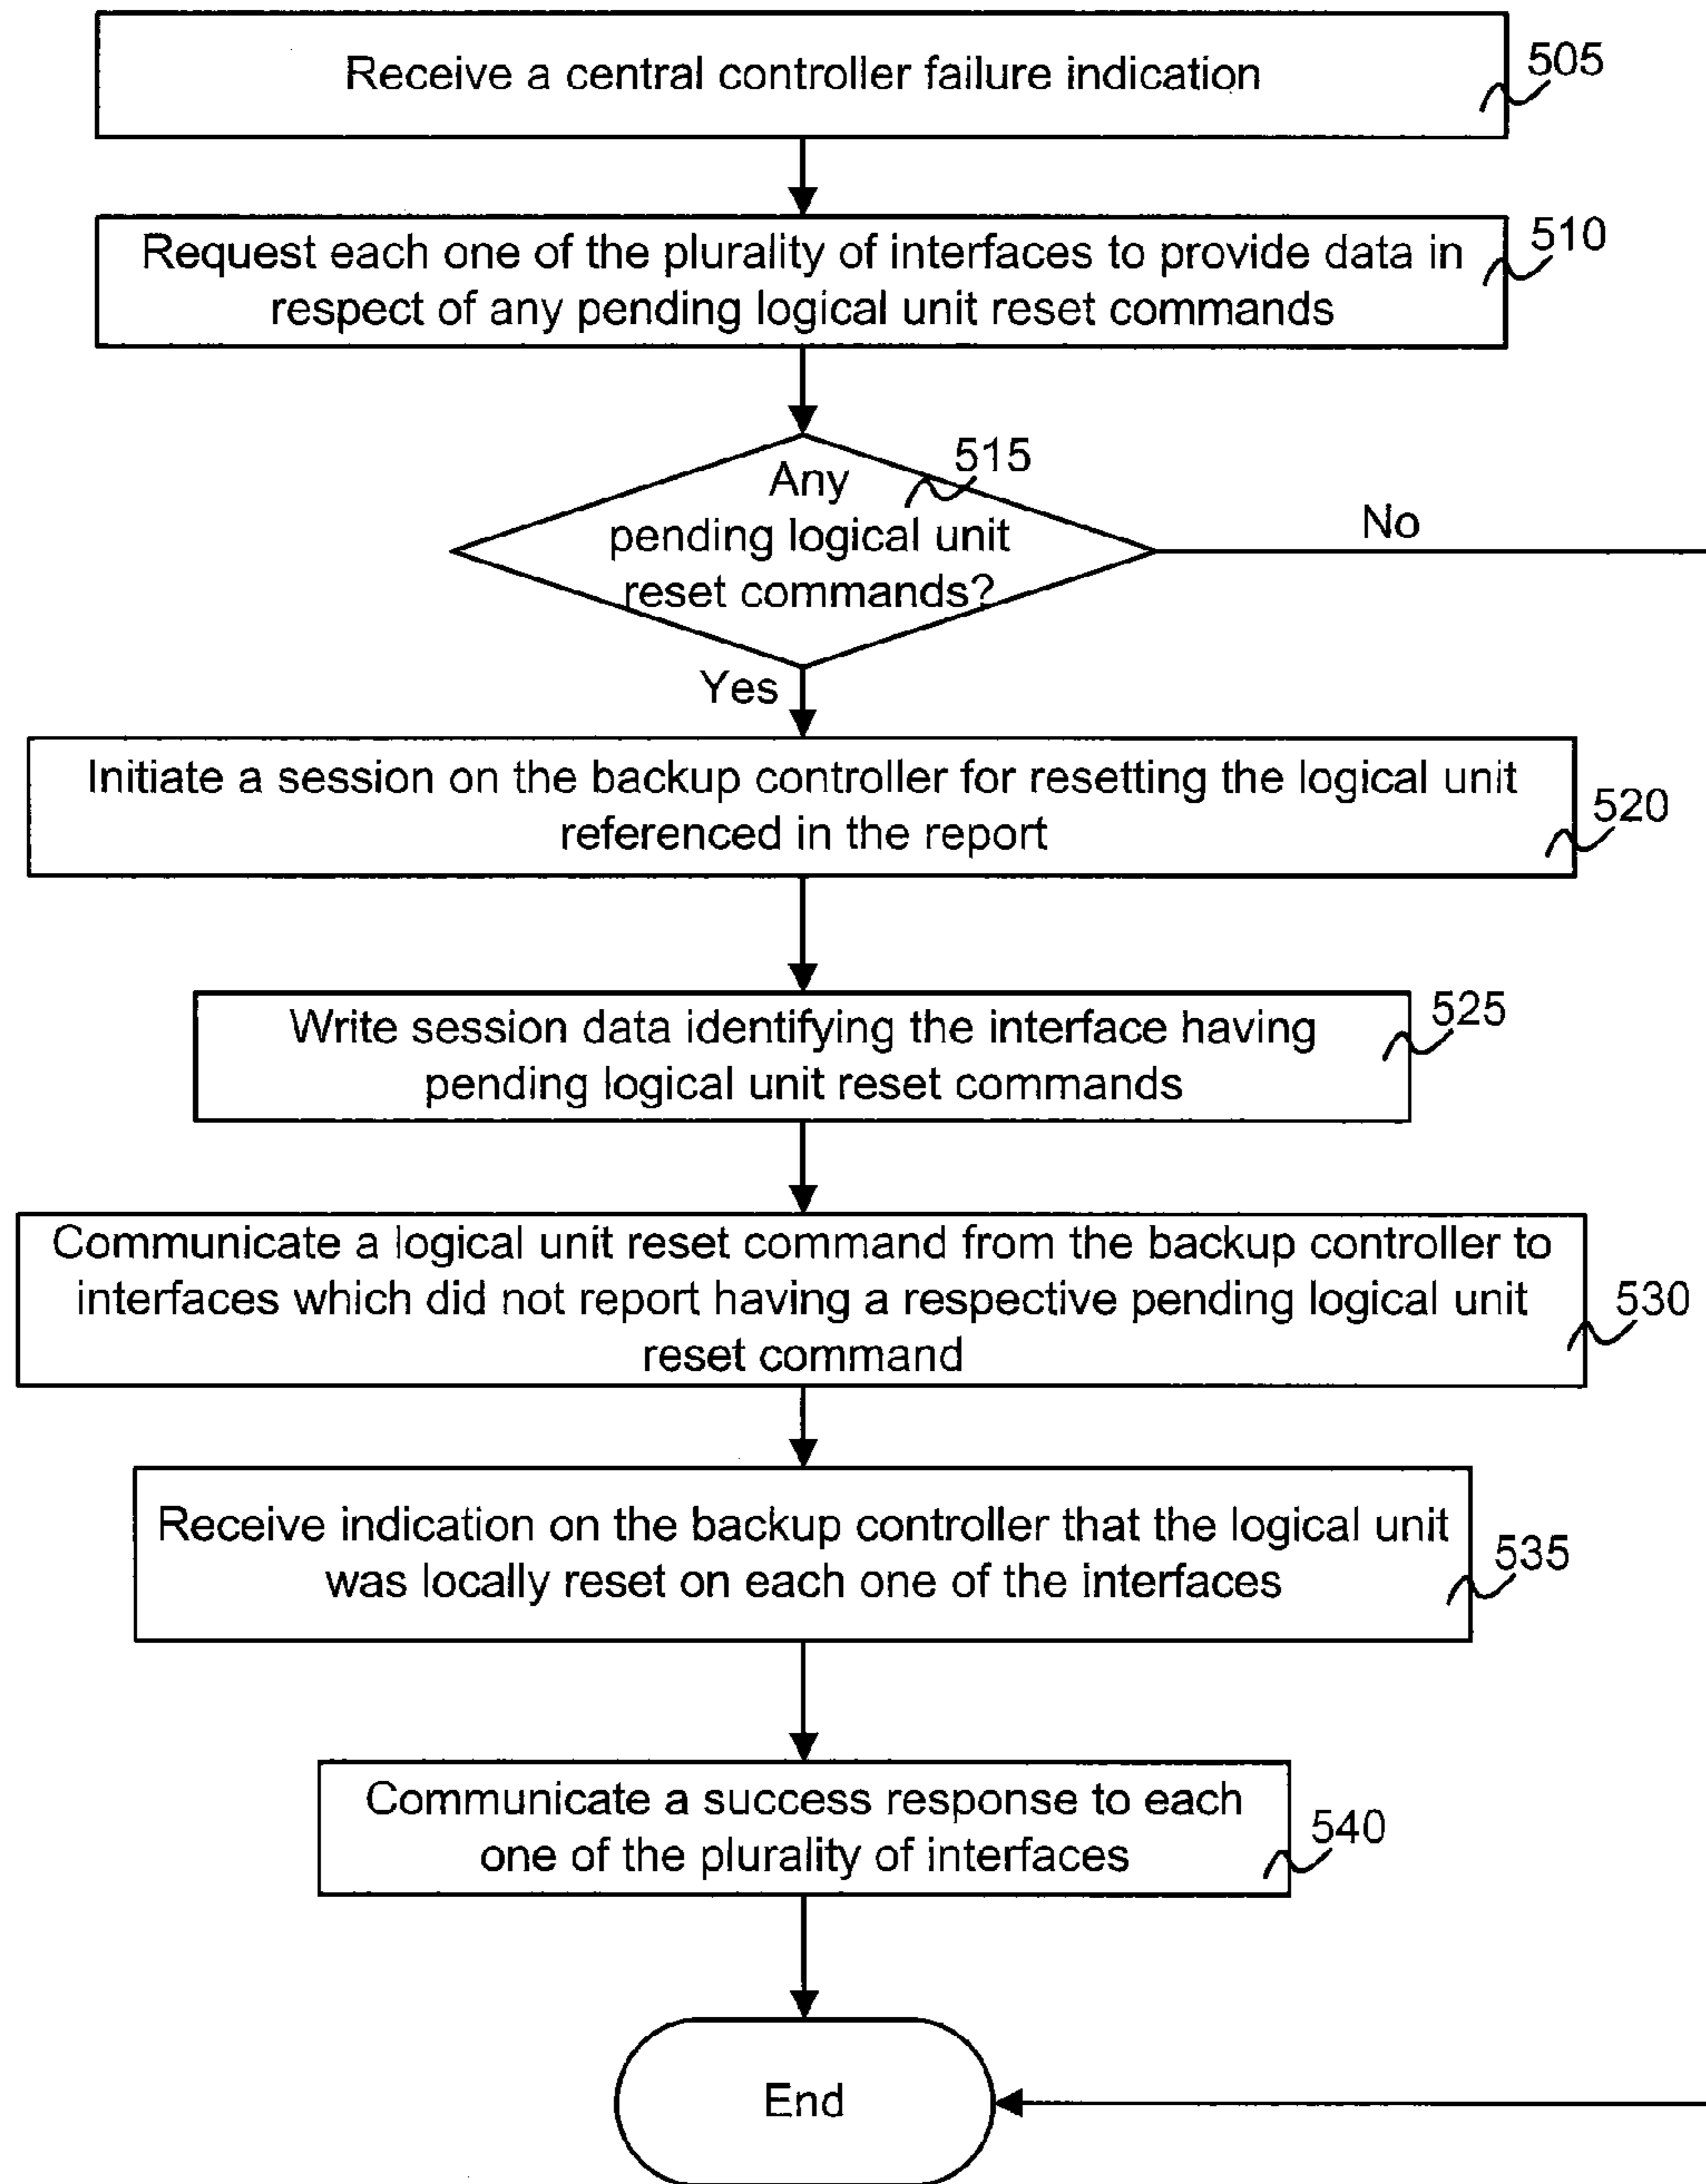 Receive a central controller failure indication
505
Request each one of the plurality of interfaces to provide data in
respect of any pending logical unit reset commands
510
Any
pending logical unit
reset commands?
515
No
Yes
Initiate a session on the backup controller for resetting the logical unit
referenced in the report
520
Write session data identifying the interface having
pending logical unit reset commands
525
Communicate a logical unit reset command from the backup controller to
interfaces which did not report having a respective pending logical unit
reset command
530
Receive indication on the backup controller that the logical unit
was locally reset on each one of the interfaces
535
Communicate a success response to each
one of the plurality of interfaces
540
End